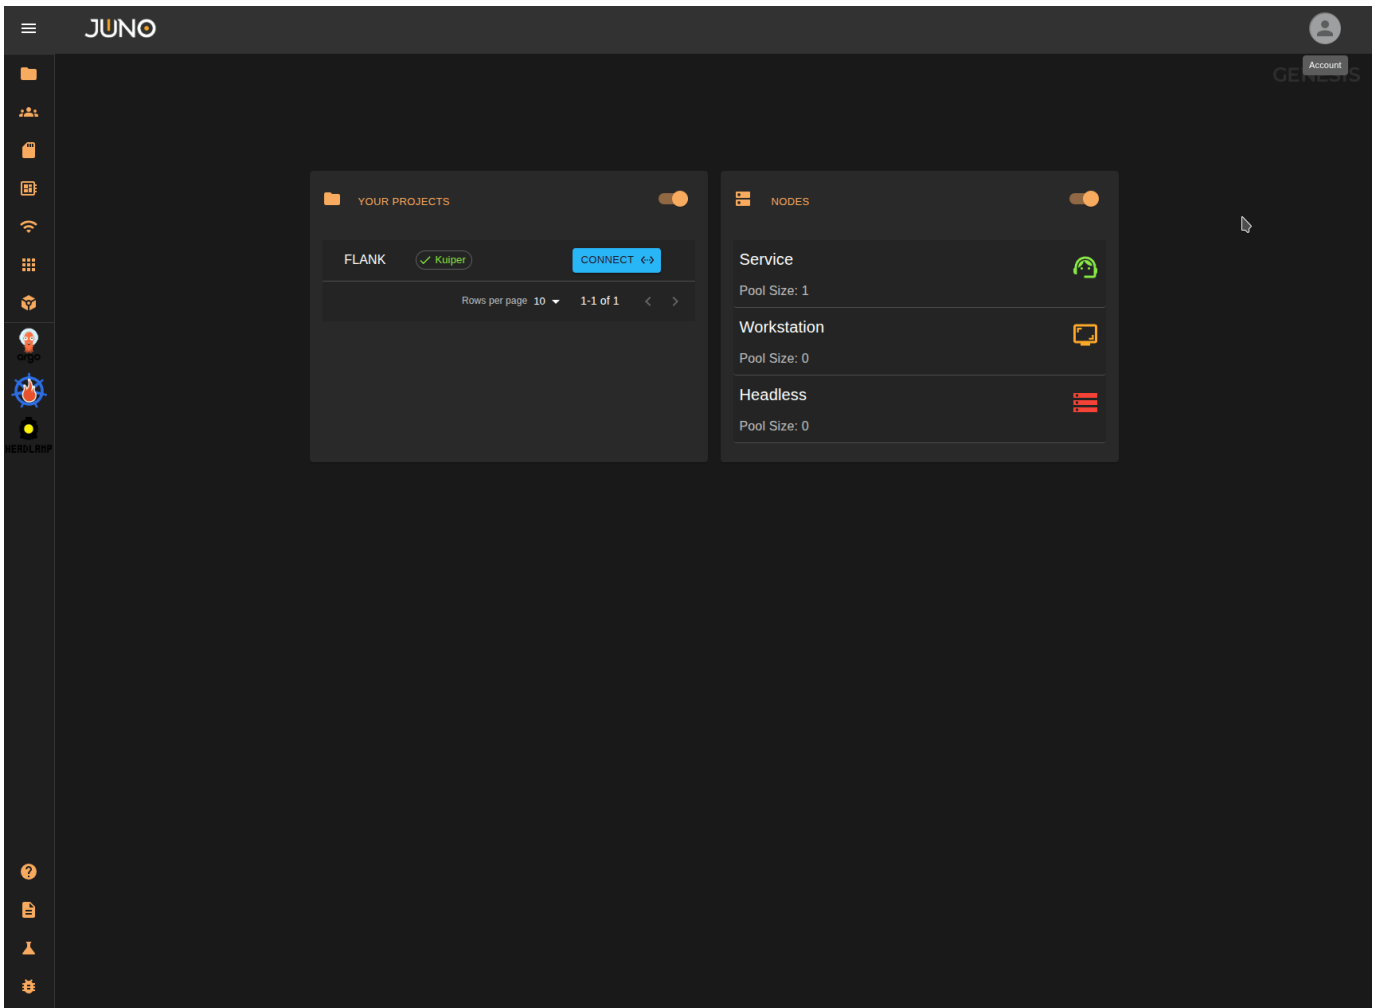 JUNO
Account
GENESIS
YOUR PROJECTS
FLANK
Kuiper
CONNECT
Rows per page 10
1-1 of 1
NODES
Service
Pool Size: 1
Workstation
Pool Size: 0
Headless
Pool Size: 0
argo
HEADLAMP